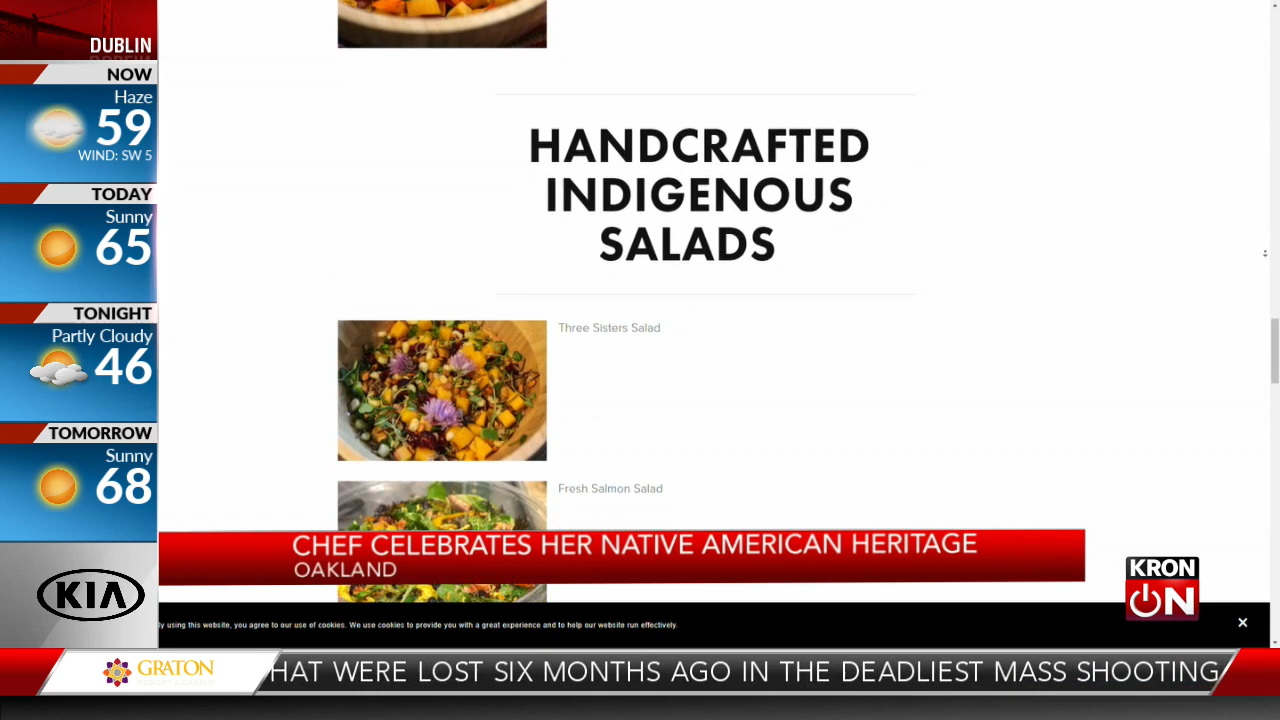 DUBLIN
NOW
Haze
59
WIND: SW 5
TODAY
Sunny
65
TONIGHT
Partly Cloudy
46
TOMORROW
Sunny
68
KIA
HANDCRAFTED
INDIGENOUS
SALADS
Three Sisters Salad
Fresh Salmon Salad
CHEF CELEBRATES HER NATIVE AMERICAN HERITAGE
OAKLAND
KRON
ON
y using this website, you agree to our use of cookies. We use cookies to provide you with a great experience and to help our website run effectively.
×
GRATON
RESORT & CASINO
HAT WERE LOST SIX MONTHS AGO IN THE DEADLIEST MASS SHOOTING